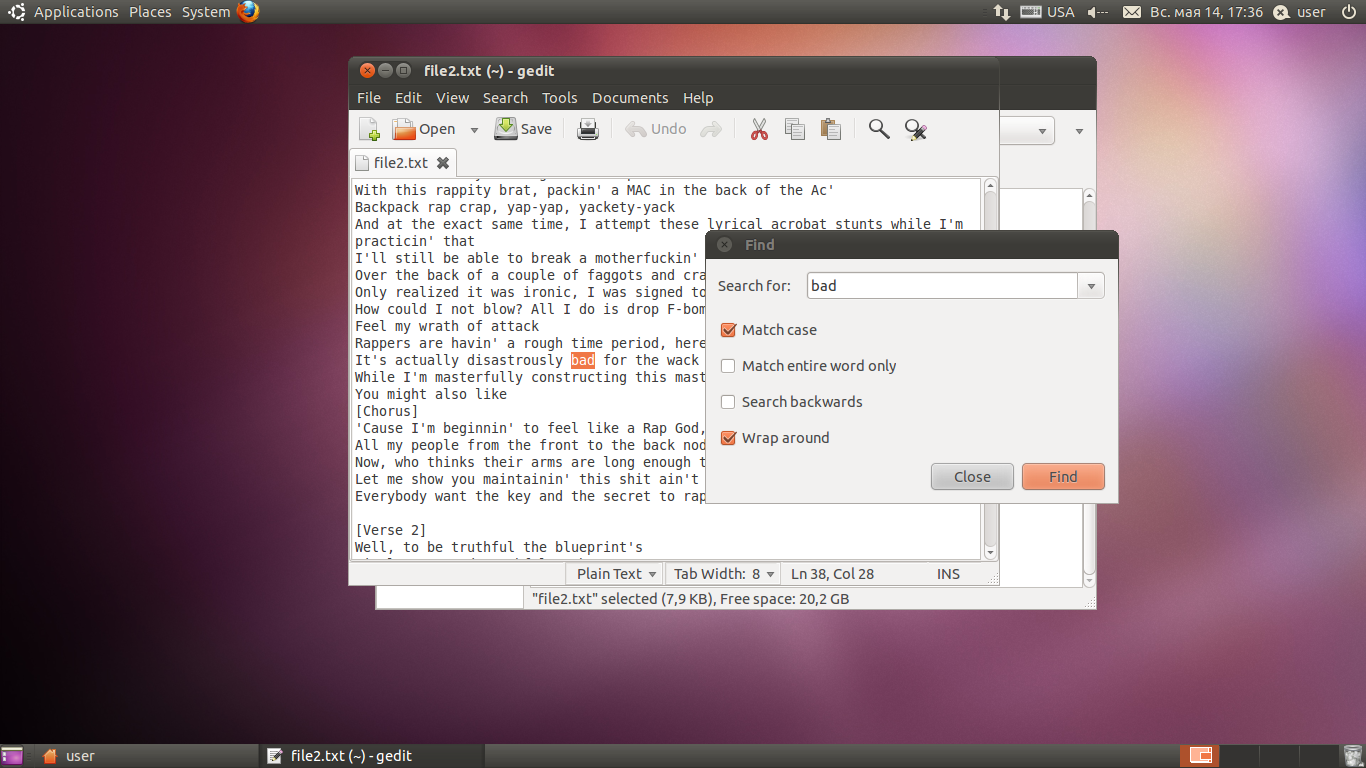 Applications Places System
USA
Вс. мая 14, 17:36
user
file2.txt (~) - gedit
File Edit View Search Tools Documents Help
Open Save Undo
file2.txt
With this rappity brat, packin' a MAC in the back of the Ac'
Backpack rap crap, yap-yap, yackety-yack
And at the exact same time, I attempt these lyrical acrobat stunts while I'm
practicin' that
I'll still be able to break a motherfuckin'
Over the back of a couple of faggots and cra
Only realized it was ironic, I was signed to
How could I not blow? All I do is drop F-bom
Feel my wrath of attack
Rappers are havin' a rough time period, here
It's actually disastrously bad for the wack
While I'm masterfully constructing this mast
You might also like
[Chorus]
'Cause I'm beginnin' to feel like a Rap God,
All my people from the front to the back nod
Now, who thinks their arms are long enough t
Let me show you maintainin' this shit ain't
Everybody want the key and the secret to rap
[Verse 2]
Well, to be truthful the blueprint's
Find
Search for: bad
Match case
Match entire word only
Search backwards
Wrap around
Close Find
Plain Text Tab Width: 8 Ln 38, Col 28 INS
"file2.txt" selected (7,9 KB), Free space: 20,2 GB
user
file2.txt (~) - gedit